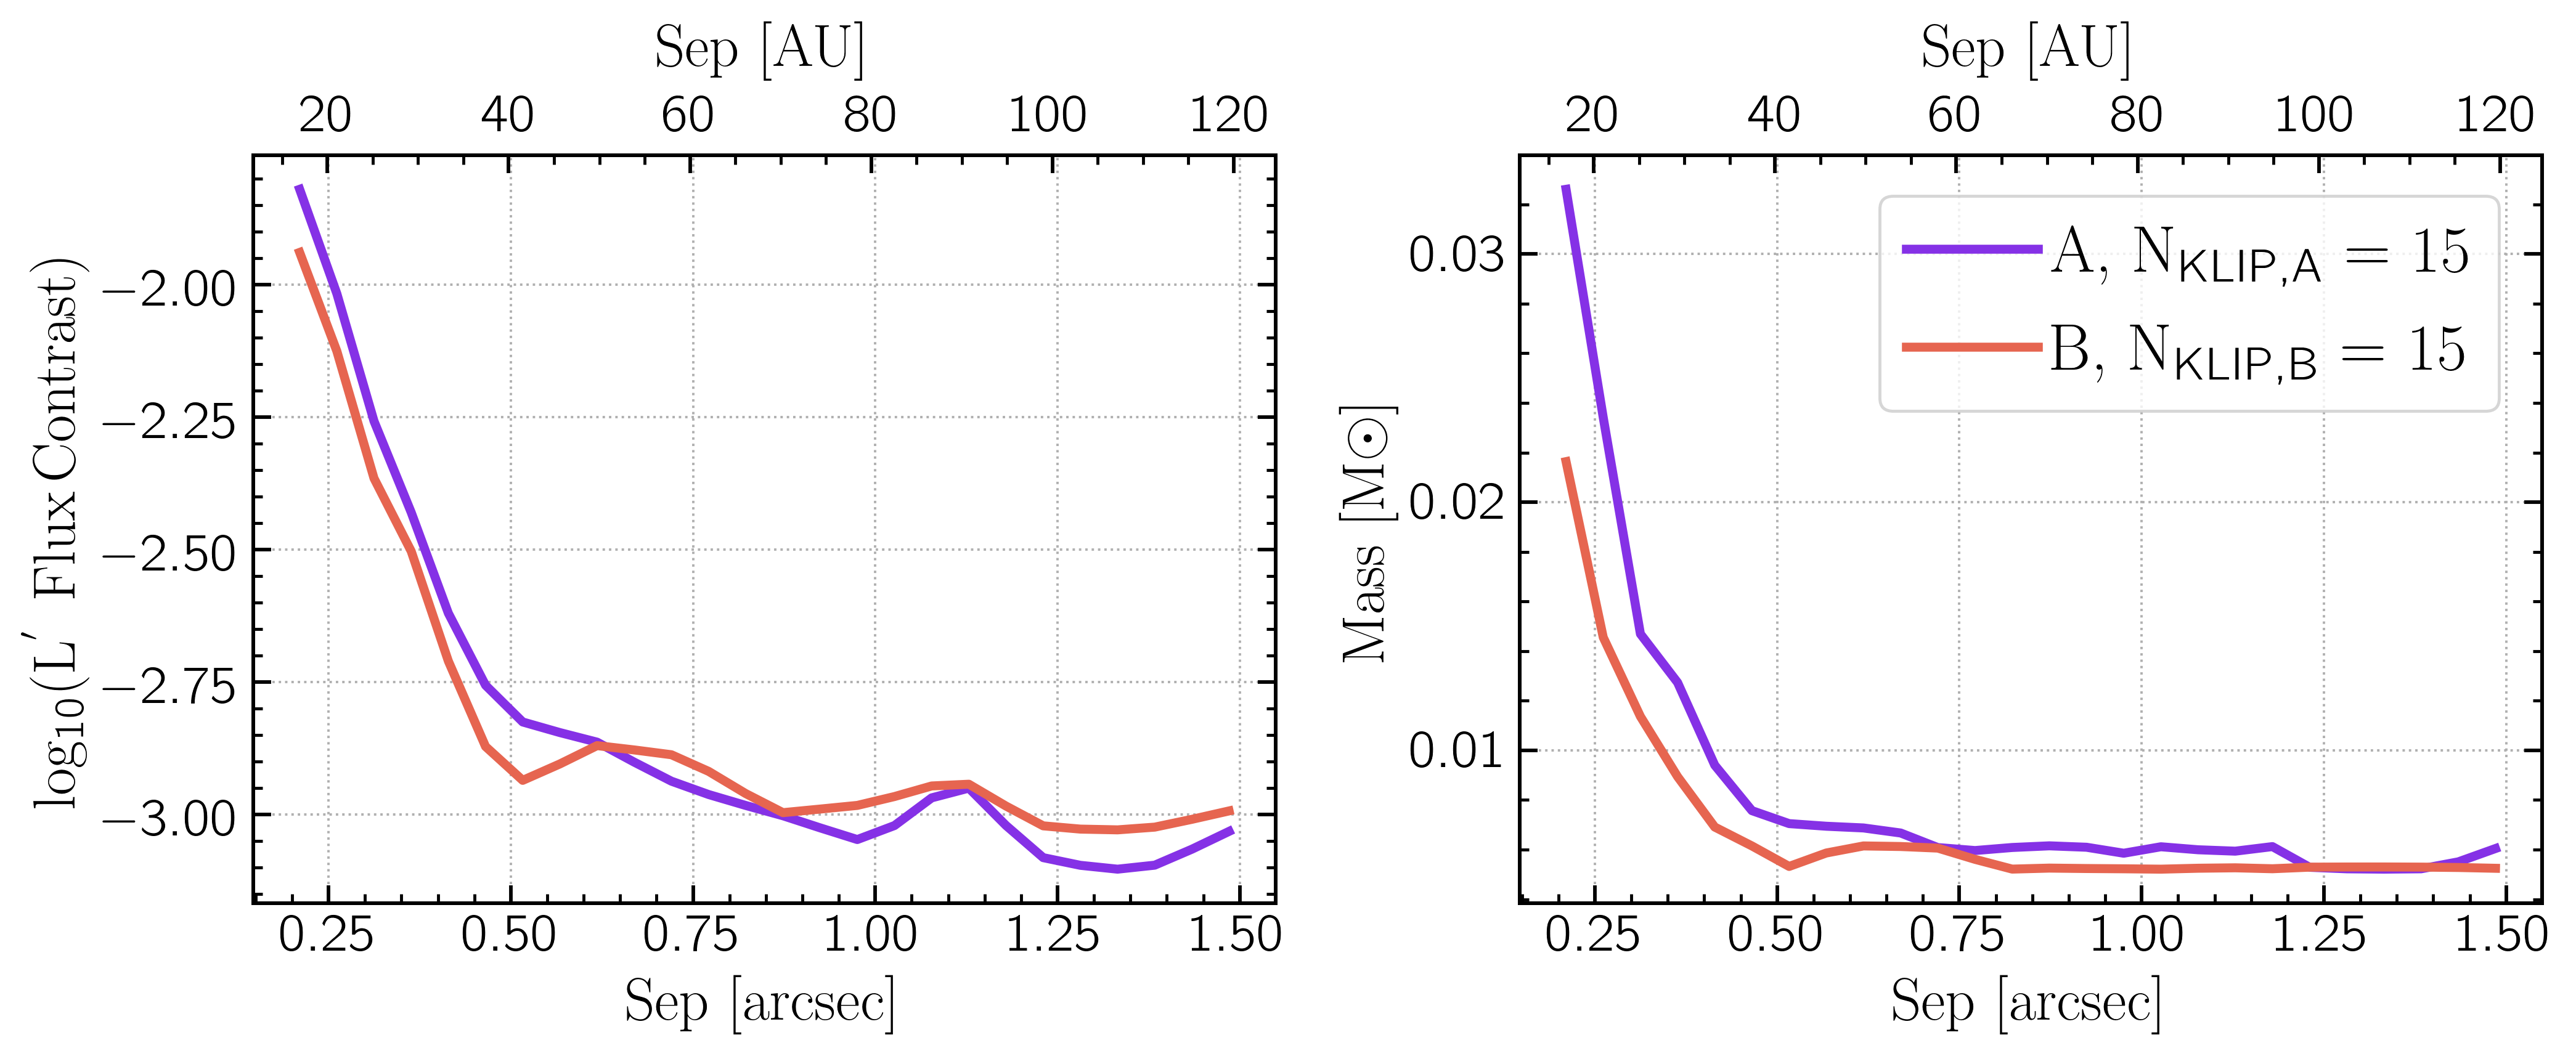 Sep [AU]
20 40 60 80 100 120
log10(L′ Flux Contrast)
−2.00
−2.25
−2.50
−2.75
−3.00
0.25 0.50 0.75 1.00 1.25 1.50
Sep [arcsec]
Sep [AU]
20 40 60 80 100 120
Mass [M⊙]
0.03
0.02
0.01
A, NKLIP,A = 15
B, NKLIP,B = 15
0.25 0.50 0.75 1.00 1.25 1.50
Sep [arcsec]